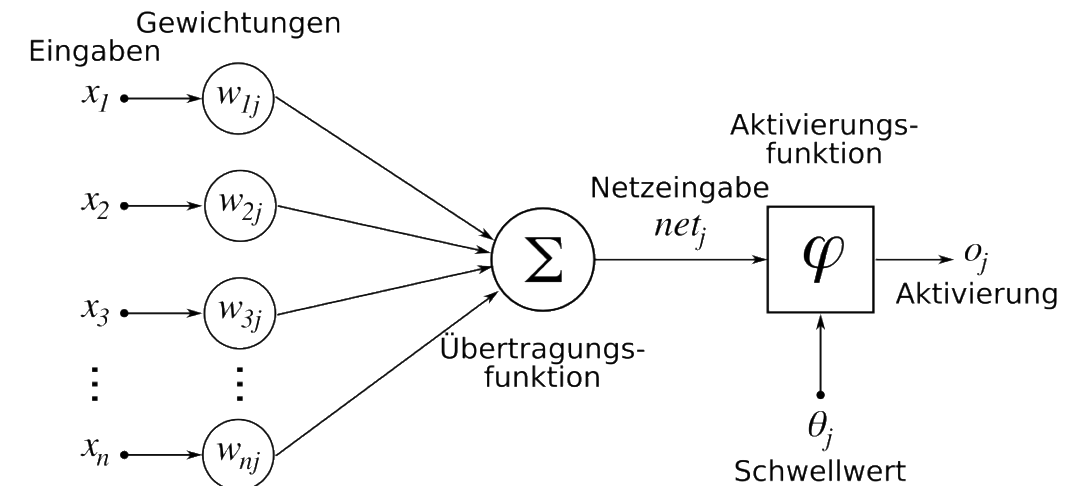 Gewichtungen
Eingaben
x1
w1j
x2
w2j
x3
w3j
xn
wnj
Σ
Übertragungs-
funktion
Netzeingabe
netj
Aktivierungs-
funktion
φ
oj
Aktivierung
θj
Schwellwert